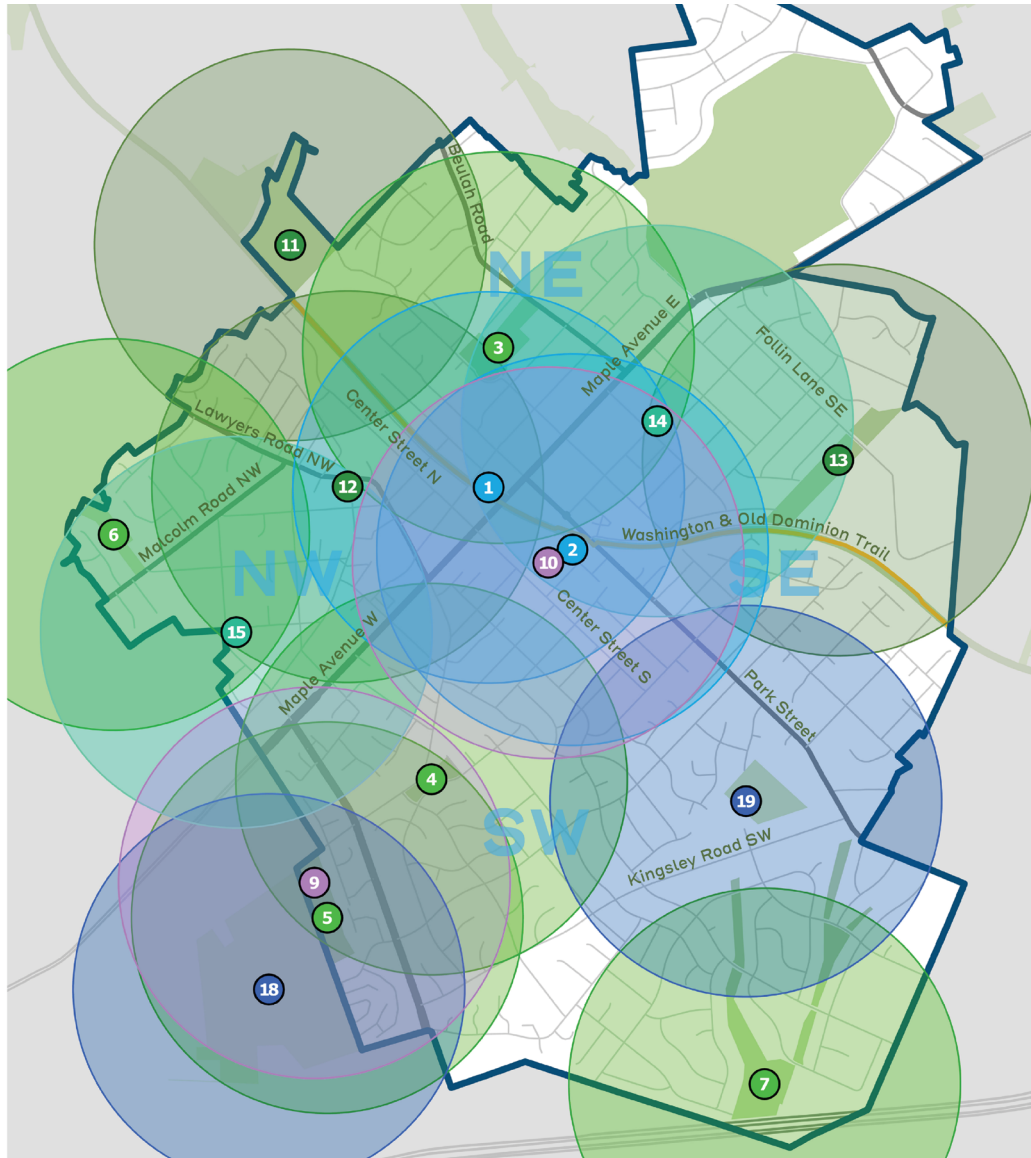 Beulah Road
11
NE
3
Maple Avenue E
Follin Lane SE
14
Center Street N
Lawyers Road NW
13
12
1
Malcolm Road NW
6
Washington & Old Dominion Trail
2
10
NW
SE
Center Street S
15
Maple Avenue W
Park Street
4
19
SW
Kingsley Road SW
9
5
18
7